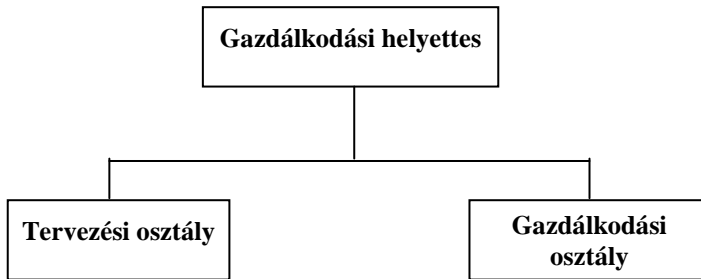 Gazdálkodási helyettes
Tervezési osztály
Gazdálkodási
osztály